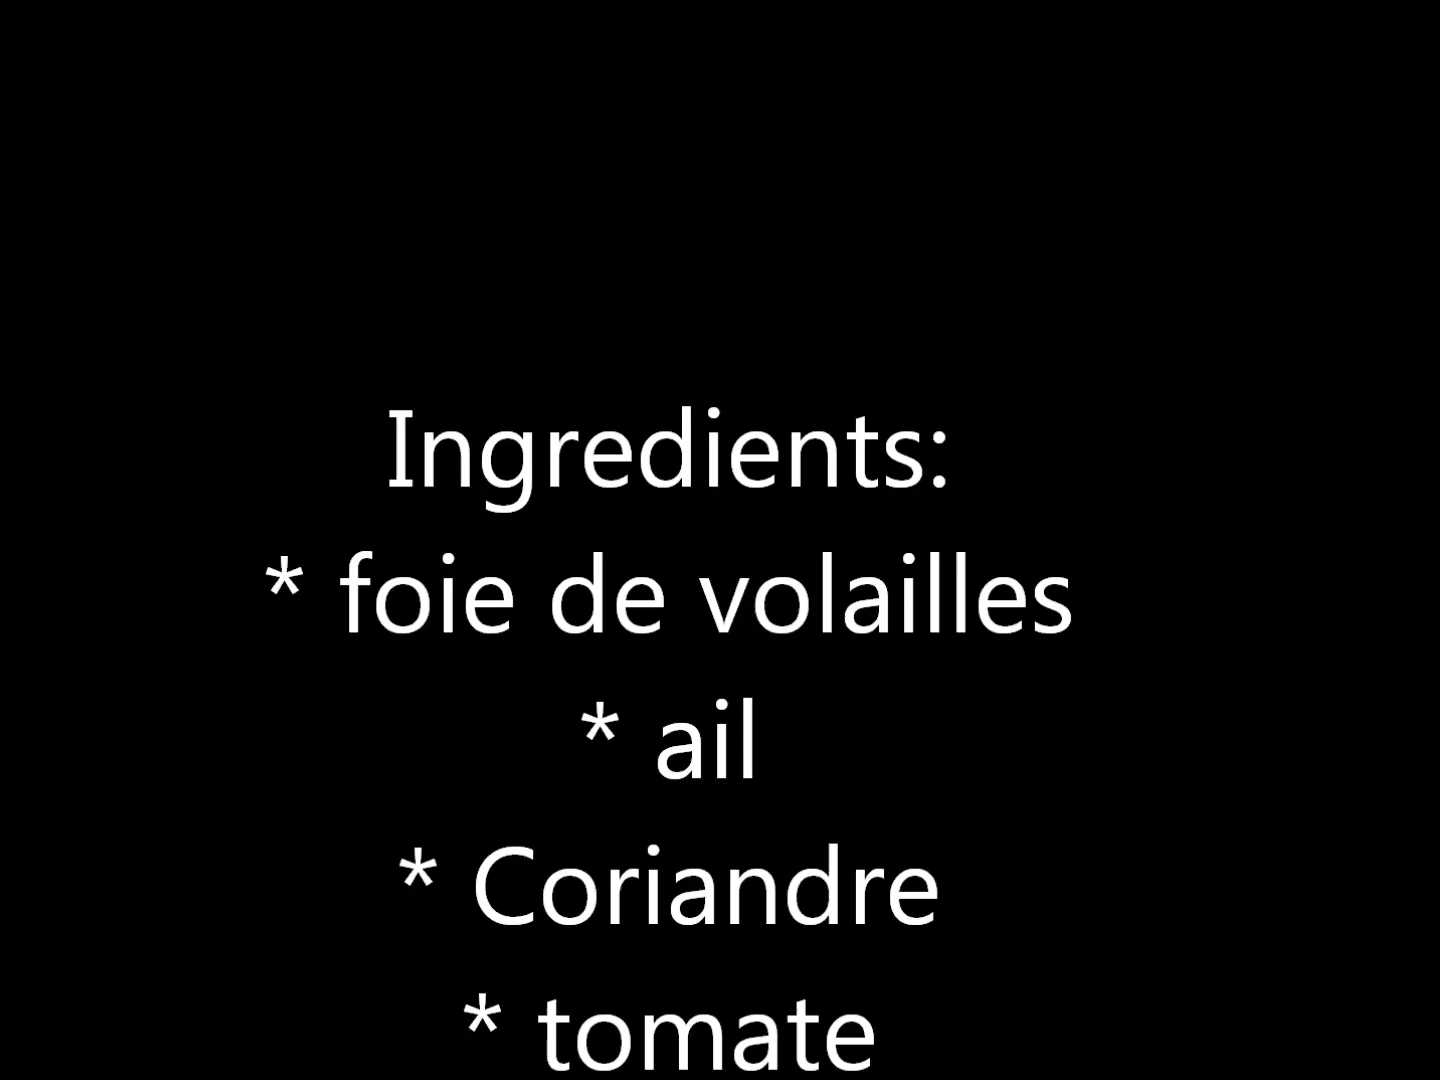 Ingredients:
* foie de volailles
* ail
* Coriandre
* tomate